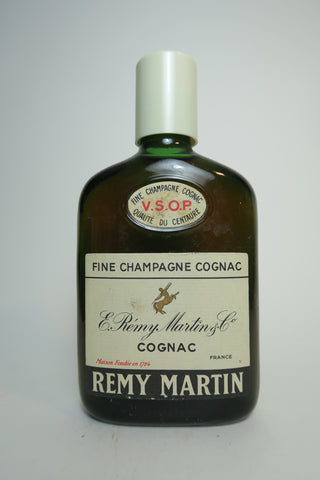 FINE CHAMPAGNE COGNAC
V.S.O.P.
QUALITÉ DU CENTAURE
FINE CHAMPAGNE COGNAC
E. Rémy Martin & Co
COGNAC
FRANCE
Maison Fondée en 1724
REMY MARTIN